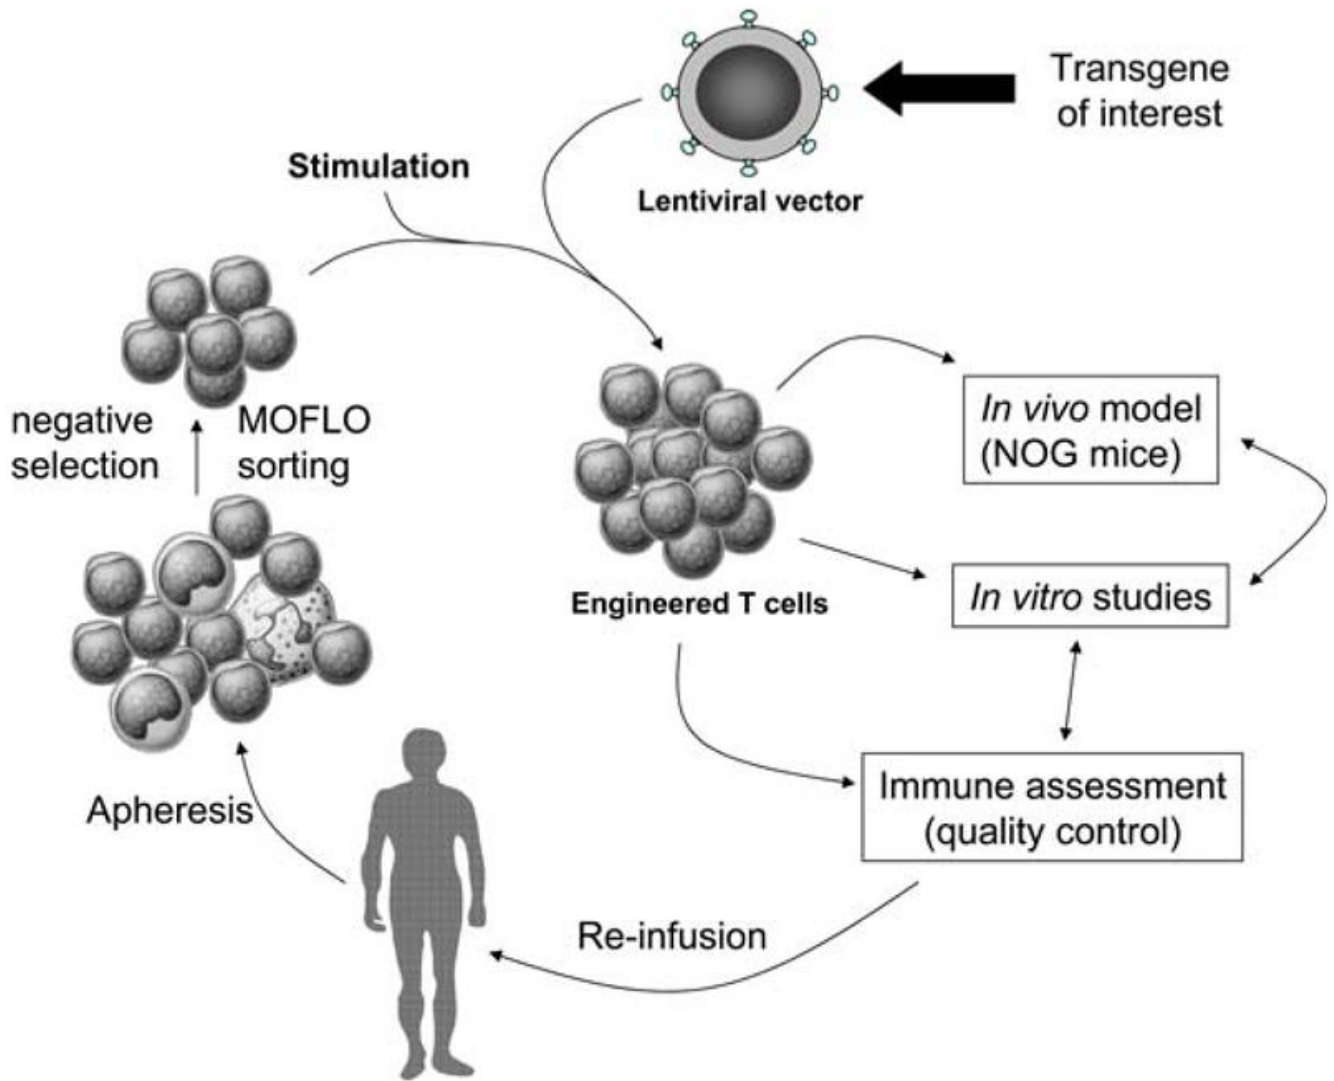 Transgene
of interest
Stimulation
Lentiviral vector
negative
selection
MOFLO
sorting
In vivo model
(NOG mice)
In vitro studies
Engineered T cells
Immune assessment
(quality control)
Apheresis
Re-infusion